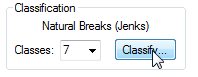 Classification
Natural Breaks (Jenks)
Classes: 7 Classify...